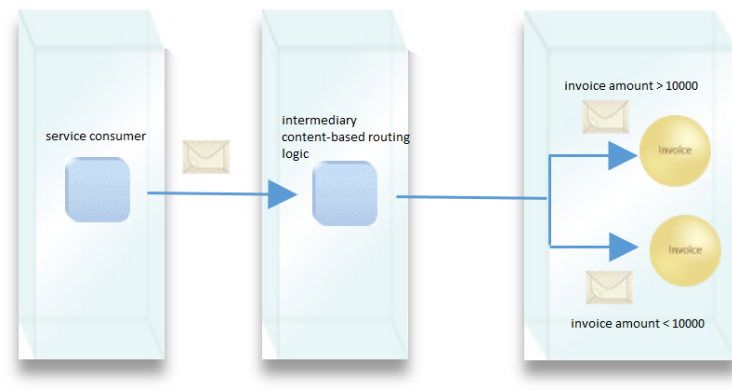 service consumer
intermediary
content-based routing
logic
invoice amount > 10000
Invoice
Invoice
invoice amount < 10000